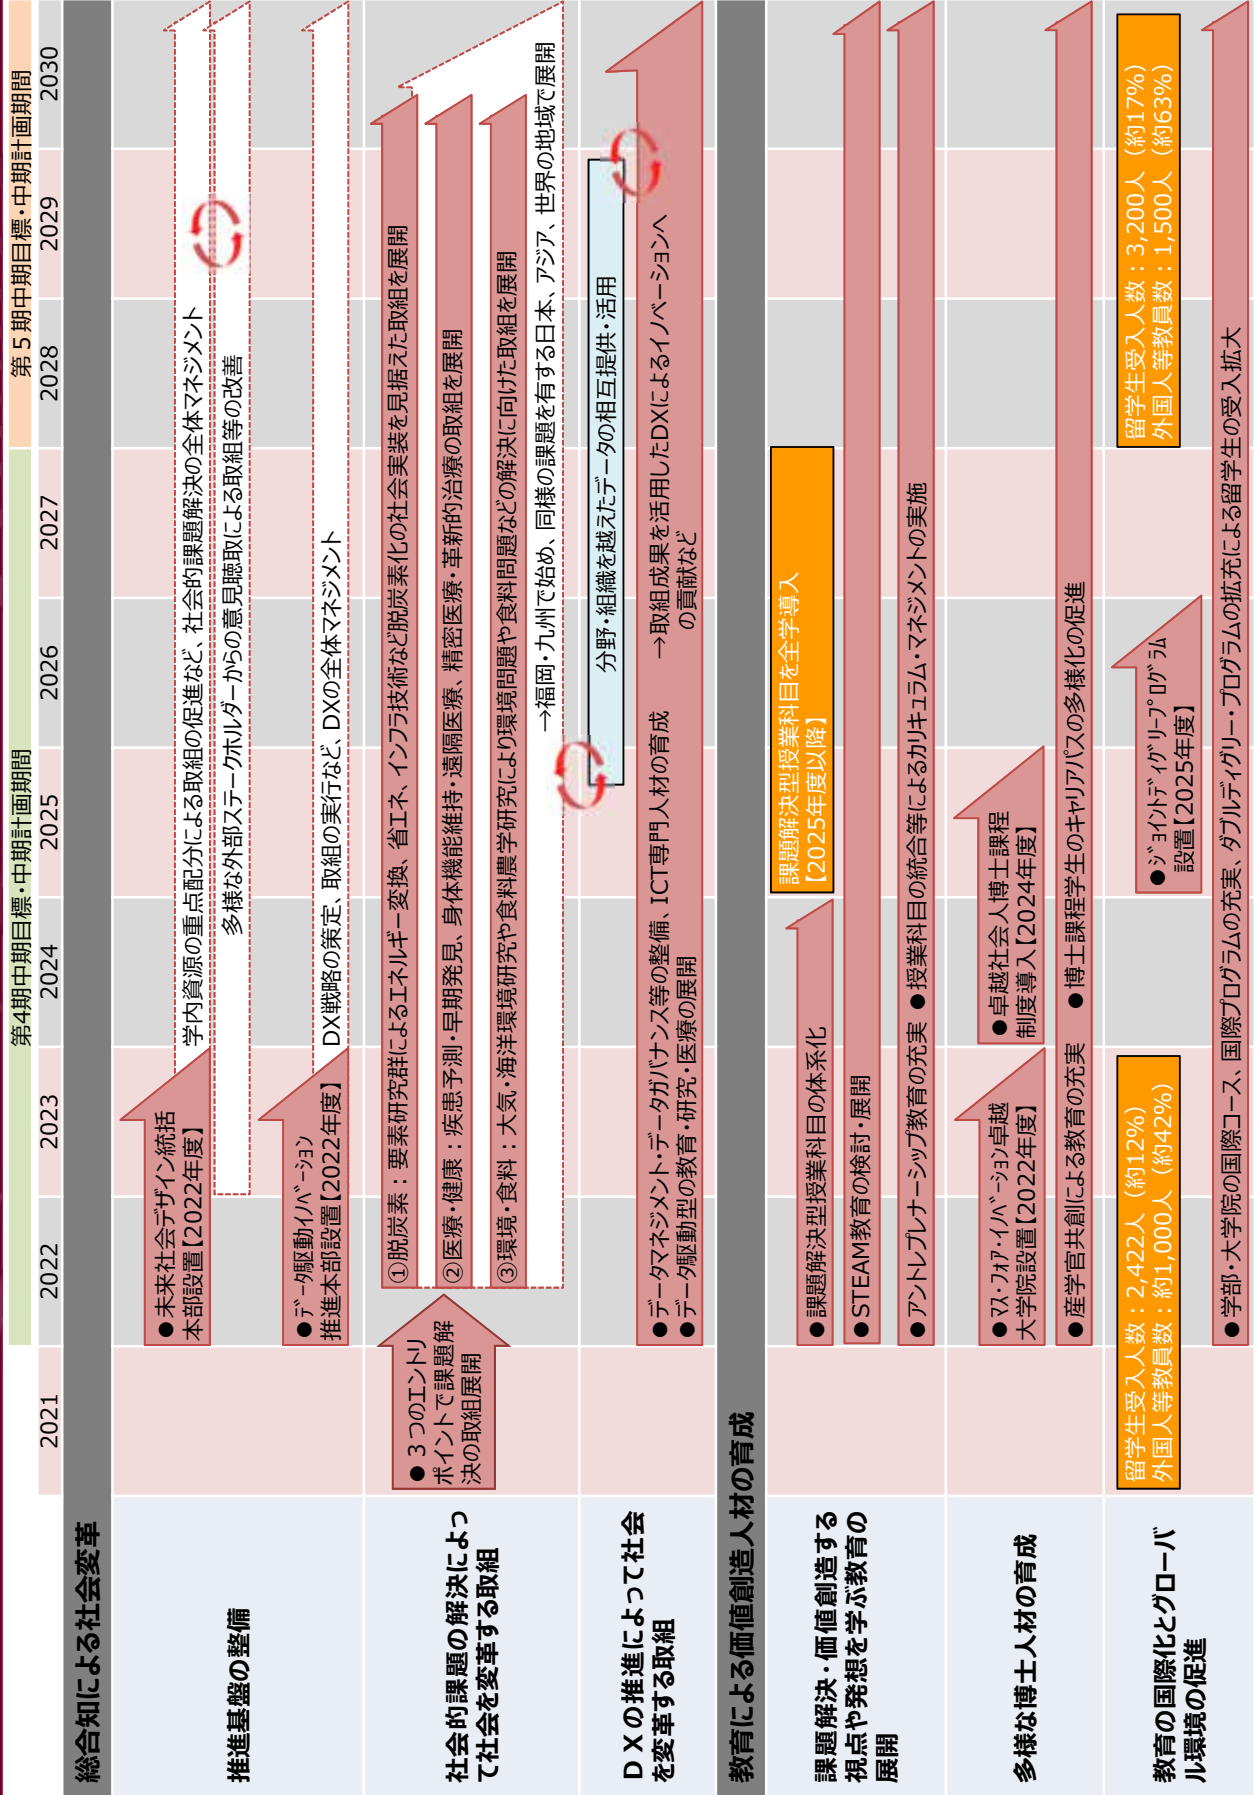 第4期中期目標・中期計画期間
第５期中期目標・中期計画期間
2021
2022
2023
2024
2025
2026
2027
2028
2029
2030
総合知による社会変革
推進基盤の整備
●未来社会デザイン統括
本部設置【2022年度】
学内資源の重点配分による取組の促進など、社会的課題解決の全体マネジメント
多様な外部ステークホルダーからの意見聴取による取組等の改善
●ﾃﾞｰﾀ駆動ｲﾉﾍﾞｰｼｮﾝ
推進本部設置【2022年度】
DX戦略の策定、取組の実行など、DXの全体マネジメント
社会的課題の解決によっ
て社会を変革する取組
●３つのエントリ
ポイントで課題解
決の取組展開
①脱炭素：要素研究群によるエネルギー変換、省エネ、インフラ技術など脱炭素化の社会実装を見据えた取組を展開
②医療・健康：疾患予測・早期発見、身体機能維持・遠隔医療、精密医療・革新的治療の取組を展開
③環境・食料：大気・海洋環境研究や食料農学研究により環境問題や食料問題などの解決に向けた取組を展開
→福岡・九州で始め、同様の課題を有する日本、アジア、世界の地域で展開
ＤＸの推進によって社会
を変革する取組
分野・組織を越えたデータの相互提供・活用
●データマネジメント・データガバナンス等の整備、ICT専門人材の育成
●データ駆動型の教育・研究・医療の展開
→取組成果を活用したDXによるイノベーションへ
の貢献など
教育による価値創造人材の育成
課題解決・価値創造する
視点や発想を学ぶ教育の
展開
●課題解決型授業科目の体系化
課題解決型授業科目を全学導入
【2025年度以降】
●STEAM教育の検討・展開
●アントレプレナーシップ教育の充実　●授業科目の統合等によるカリキュラム・マネジメントの実施
多様な博士人材の育成
●ﾏｽ・ﾌｫｱ・ｲﾉﾍﾞｰｼｮﾝ卓越
大学院設置【2022年度】
●卓越社会人博士課程
制度導入【2024年度】
●産学官共創による教育の充実　●博士課程学生のキャリアパスの多様化の促進
教育の国際化とグローバ
ル環境の促進
留学生受入人数：2,422人（約12%）
外国人等教員数：約1,000人（約42%）
●ｼﾞｮｲﾝﾄﾃﾞｨｸﾞﾘｰﾌﾟﾛｸﾞﾗﾑ
設置【2025年度】
留学生受入人数：3,200人（約17%）
外国人等教員数：1,500人（約63%）
●学部・大学院の国際コース、国際プログラムの充実、ダブルディグリー・プログラムの拡充による留学生の受入拡大